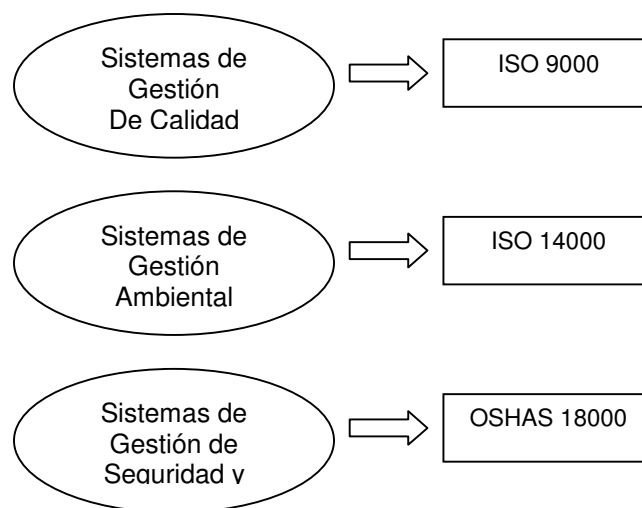 Sistemas de
Gestión
De Calidad
ISO 9000
Sistemas de
Gestión
Ambiental
ISO 14000
Sistemas de
Gestión de
Seguridad y
OSHAS 18000